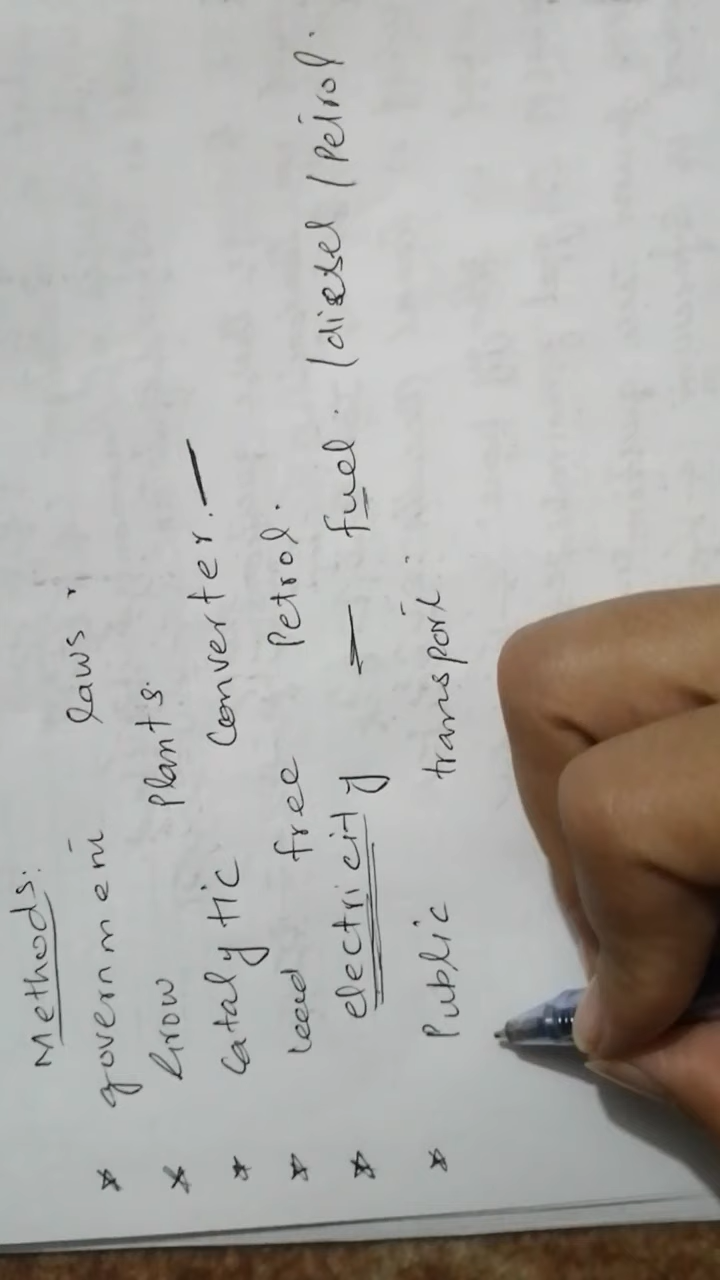 Methods:
* government laws.
* Grow Plants.
* Catalytic Converter. —
* lead free Petrol.
* electricity — fuel. (diesel / Petrol.
* Public transport.